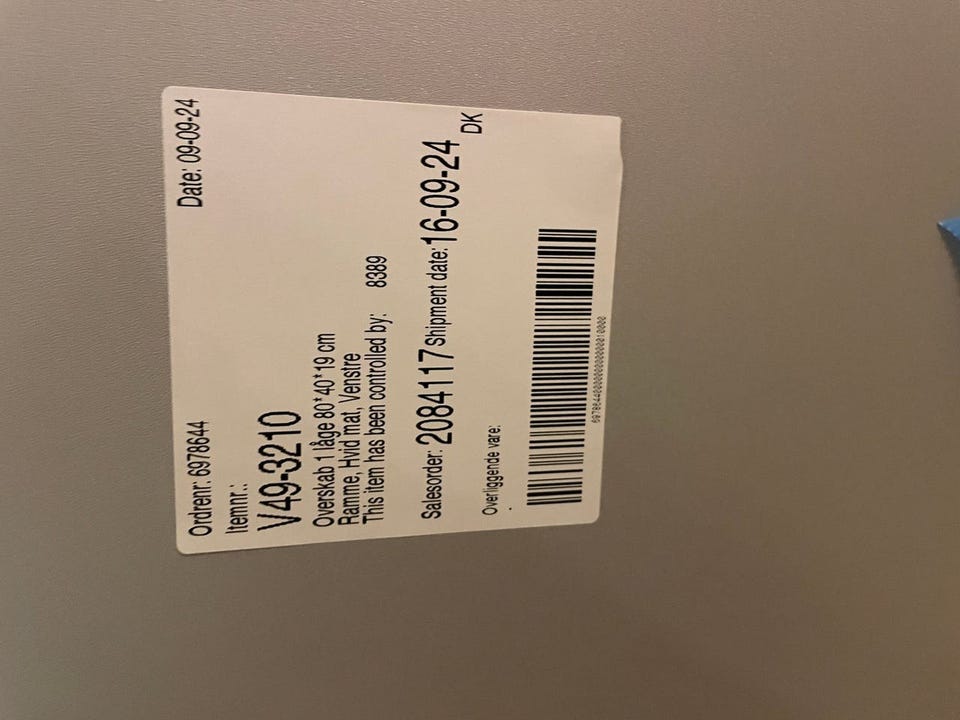 Ordrenr: 6978644 Date: 09-09-24
Itemnr.:
V49-3210
Overskab 1 låge 80*40*19 cm
Ramme, Hvid mat, Venstre
This item has been controlled by: 8389
Salesorder: 2084117 Shipment date: 16-09-24
DK
Overliggende vare:
.